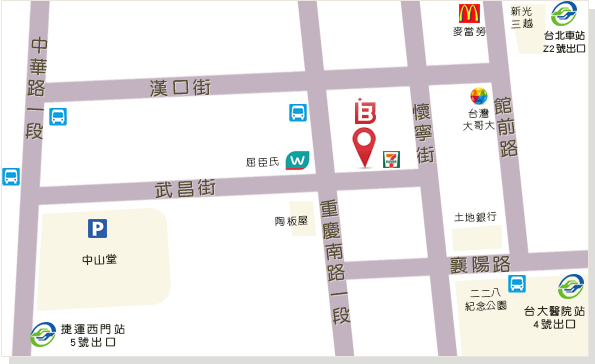 新光
三越
台北車站
Z2號出口
麥當勞
中華路一段
漢口街
懷寧街
館前路
台灣
大哥大
屈臣氏
W
7
武昌街
P
中山堂
陶板屋
重慶南路一段
土地銀行
襄陽路
二二八
紀念公園
台大醫院站
4號出口
捷運西門站
5號出口